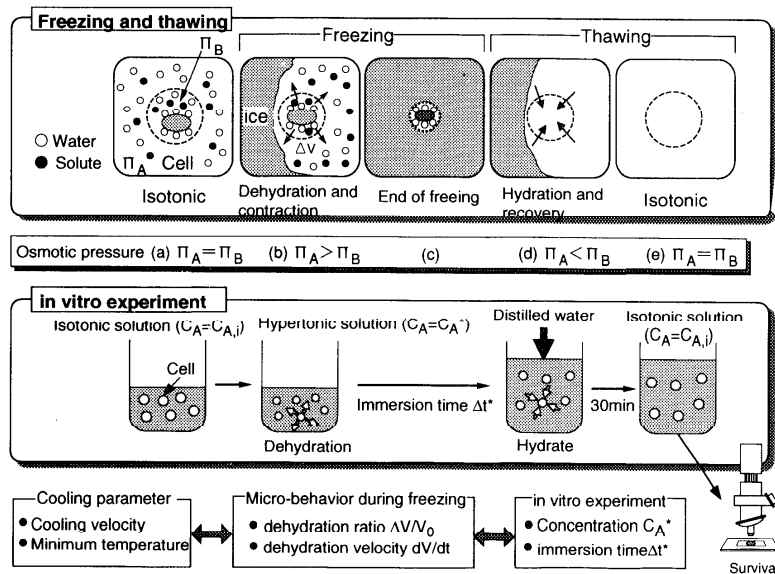 Freezing and thawing
Freezing
Thawing
Π_B
ice
ΔV
○ Water
● Solute
Π_A
Cell
Isotonic
Dehydration and
contraction
End of freeing
Hydration and
recovery
Isotonic
Osmotic pressure (a) Π_A=Π_B (b) Π_A>Π_B (c) (d) Π_A<Π_B (e) Π_A=Π_B
in vitro experiment
Isotonic solution (C_A=C_A,i)
Hypertonic solution (C_A=C_A*)
Distilled water
Isotonic solution
(C_A=C_A,i)
Cell
Immersion time Δt*
30min
Dehydration
Hydrate
Cooling parameter
● Cooling velocity
● Minimum temperature
Micro-behavior during freezing
● dehydration ratio ΔV/V_0
● dehydration velocity dV/dt
in vitro experiment
● Concentration C_A*
● immersion timeΔt*
Surviva